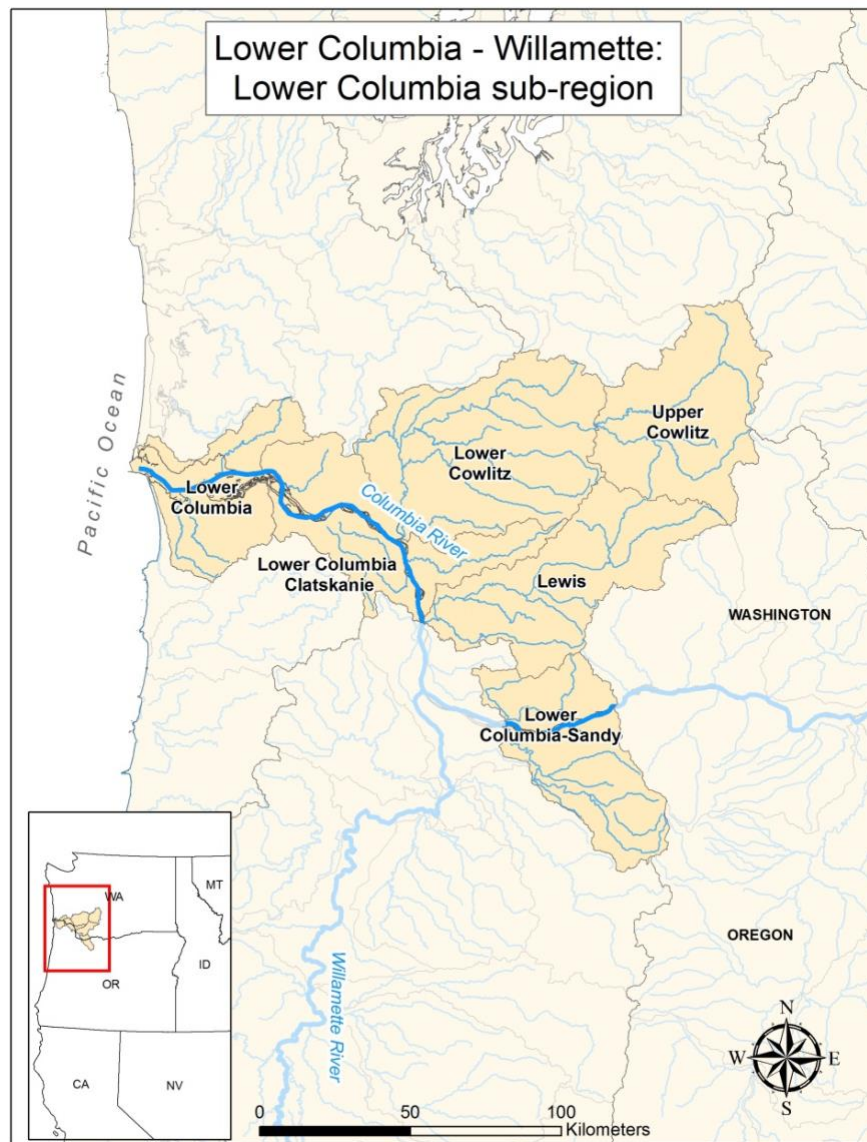 Lower Columbia - Willamette:
Lower Columbia sub-region
Pacific Ocean
Upper
Cowlitz
Lower
Cowlitz
Lower
Columbia
Columbia River
Lower Columbia
Clatskanie
Lewis
WASHINGTON
Lower
Columbia-Sandy
OREGON
Willamette River
WA
MT
ID
OR
CA
NV
N
W
E
S
0
50
100
Kilometers